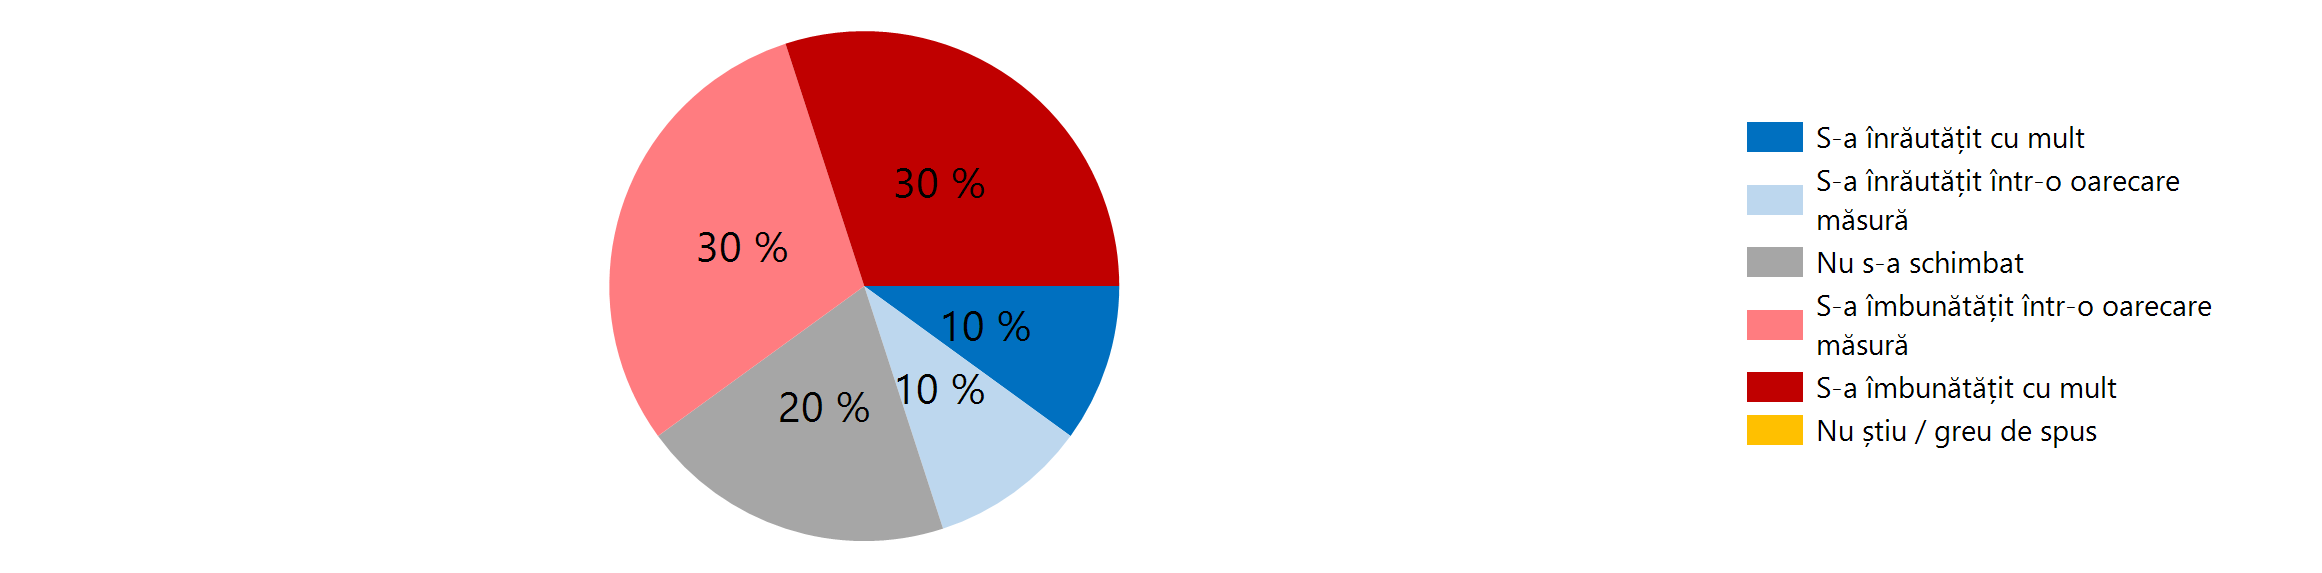 30 %
30 %
10 %
10 %
20 %
S-a înrăutățit cu mult
S-a înrăutățit într-o oarecare
măsură
Nu s-a schimbat
S-a îmbunătățit într-o oarecare
măsură
S-a îmbunătățit cu mult
Nu știu / greu de spus